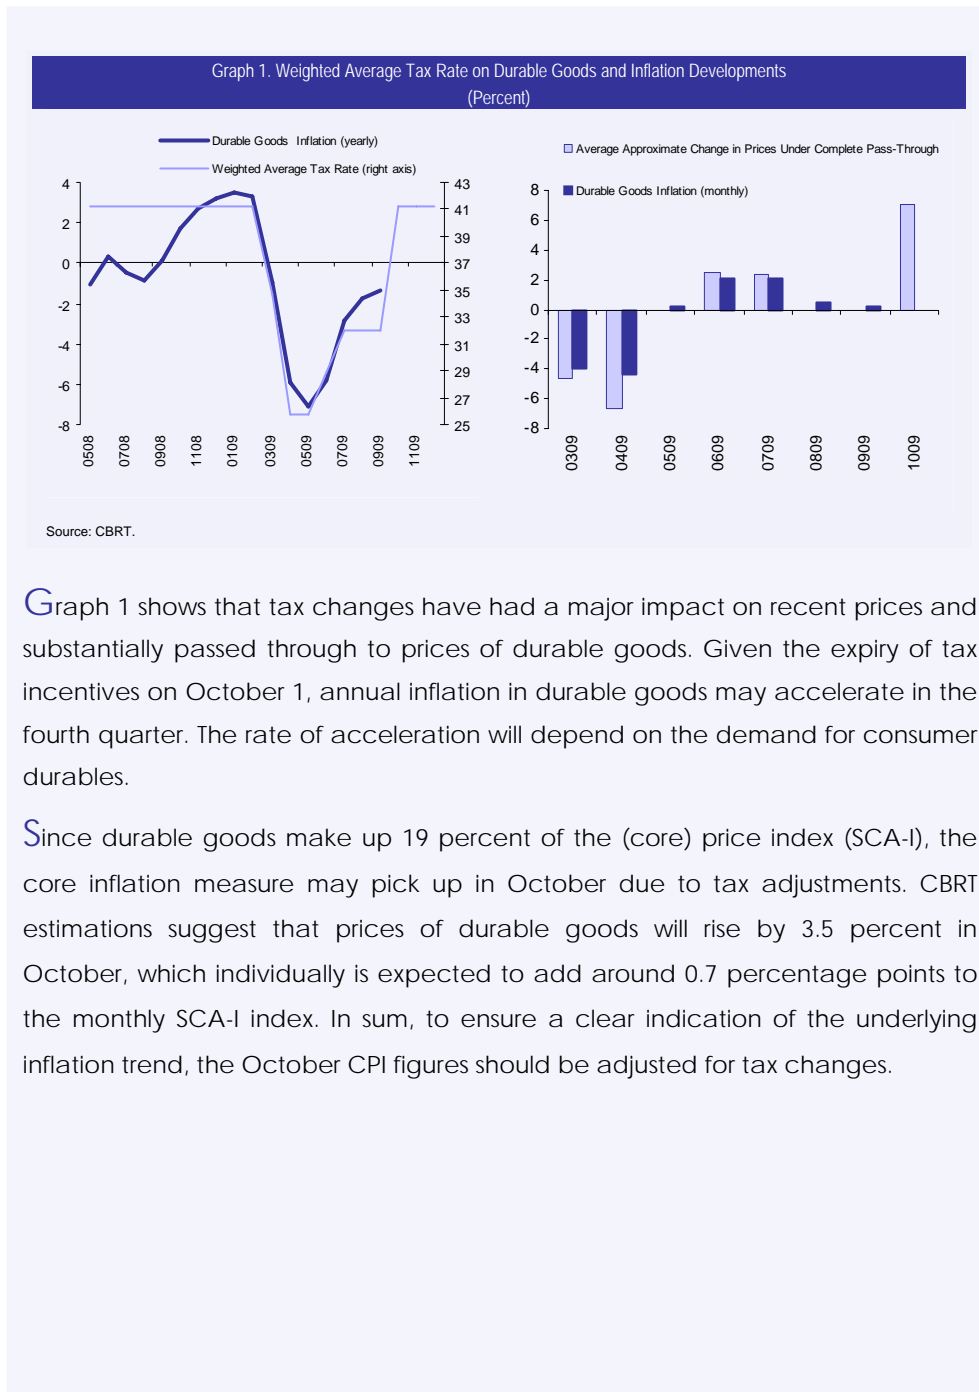 Graph 1. Weighted Average Tax Rate on Durable Goods and Inflation Developments
(Percent)
Durable Goods Inflation (yearly)
Weighted Average Tax Rate (right axis)
4
2
0
-2
-4
-6
-8
43
41
39
37
35
33
31
29
27
25
0508
0708
0908
1108
0109
0309
0509
0709
0909
1109
Average Approximate Change in Prices Under Complete Pass-Through
Durable Goods Inflation (monthly)
8
6
4
2
0
-2
-4
-6
-8
0309
0409
0509
0609
0709
0809
0909
1009
Source: CBRT.
Graph 1 shows that tax changes have had a major impact on recent prices and
substantially passed through to prices of durable goods. Given the expiry of tax
incentives on October 1, annual inflation in durable goods may accelerate in the
fourth quarter. The rate of acceleration will depend on the demand for consumer
durables.
Since durable goods make up 19 percent of the (core) price index (SCA-I), the
core inflation measure may pick up in October due to tax adjustments. CBRT
estimations suggest that prices of durable goods will rise by 3.5 percent in
October, which individually is expected to add around 0.7 percentage points to
the monthly SCA-I index. In sum, to ensure a clear indication of the underlying
inflation trend, the October CPI figures should be adjusted for tax changes.